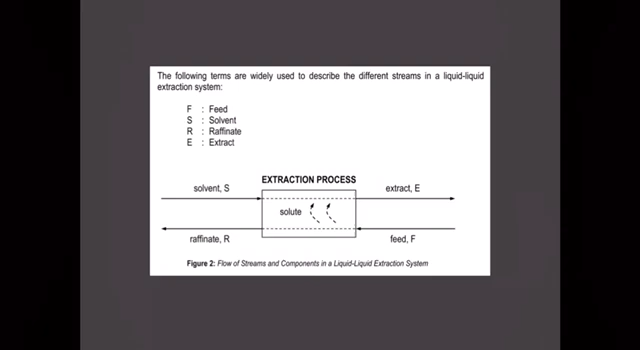 The following terms are widely used to describe the different streams in a liquid-liquid
extraction system:
F : Feed
S : Solvent
R : Raffinate
E : Extract
EXTRACTION PROCESS
solvent, S
extract, E
solute
raffinate, R
feed, F
Figure 2: Flow of Streams and Components in a Liquid-Liquid Extraction System